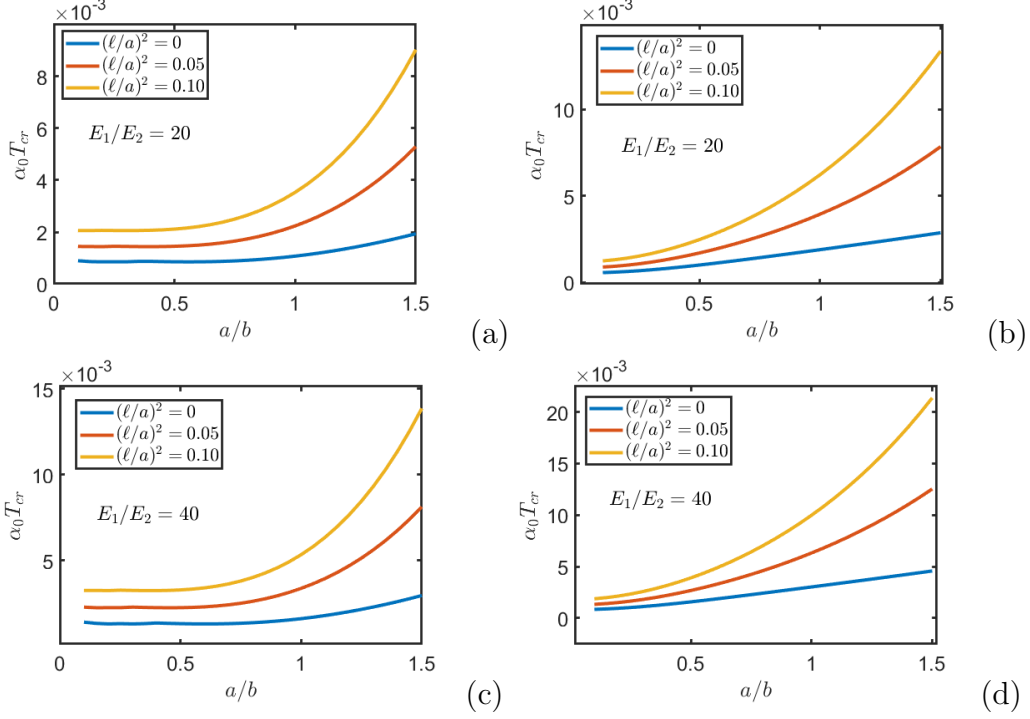 ×10⁻³
(ℓ/a)² = 0
(ℓ/a)² = 0.05
(ℓ/a)² = 0.10
E₁/E₂ = 20
α₀T_cr
8
6
4
2
0
0 0.5 1 1.5
a/b
(a)
×10⁻³
(ℓ/a)² = 0
(ℓ/a)² = 0.05
(ℓ/a)² = 0.10
E₁/E₂ = 20
α₀T_cr
10
5
0
0.5 1 1.5
a/b
(b)
×10⁻³
(ℓ/a)² = 0
(ℓ/a)² = 0.05
(ℓ/a)² = 0.10
E₁/E₂ = 40
α₀T_cr
15
10
5
0 0.5 1 1.5
a/b
(c)
×10⁻³
(ℓ/a)² = 0
(ℓ/a)² = 0.05
(ℓ/a)² = 0.10
E₁/E₂ = 40
α₀T_cr
20
15
10
5
0
0.5 1 1.5
a/b
(d)